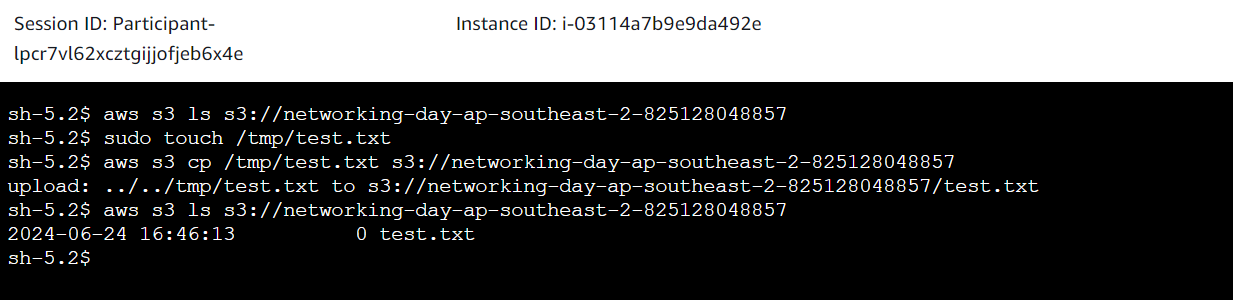 Session ID: Participant-
lpcr7vl62xcztgijjofjeb6x4e
Instance ID: i-03114a7b9e9da492e
sh-5.2$ aws s3 ls s3://networking-day-ap-southeast-2-825128048857
sh-5.2$ sudo touch /tmp/test.txt
sh-5.2$ aws s3 cp /tmp/test.txt s3://networking-day-ap-southeast-2-825128048857
upload: ../../tmp/test.txt to s3://networking-day-ap-southeast-2-825128048857/test.txt
sh-5.2$ aws s3 ls s3://networking-day-ap-southeast-2-825128048857
2024-06-24 16:46:13          0 test.txt
sh-5.2$